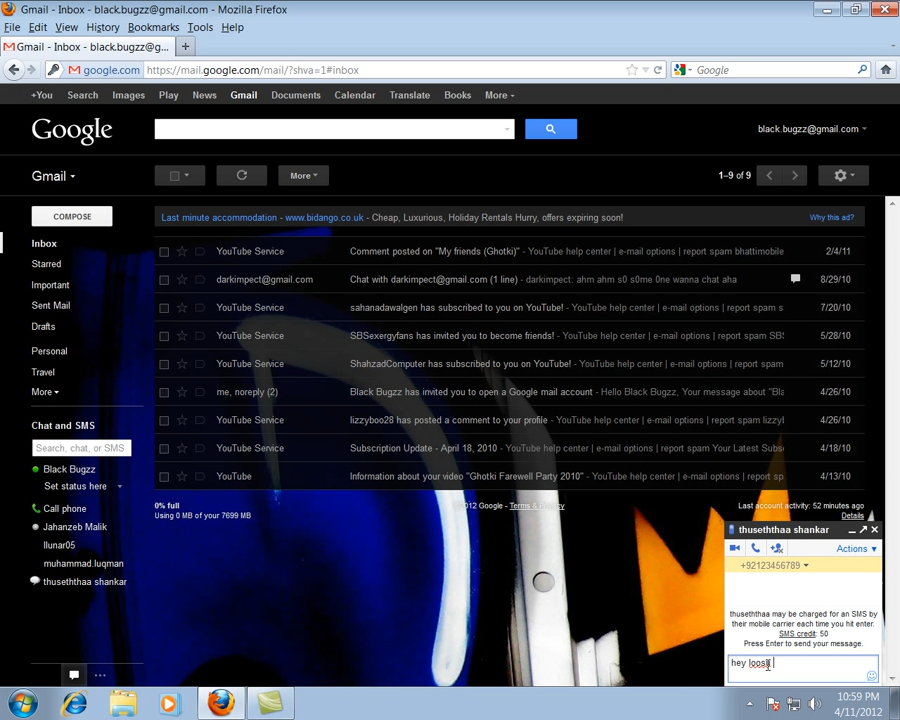 Gmail - Inbox - black.bugzz@gmail.com - Mozilla Firefox
File Edit View History Bookmarks Tools Help
Gmail - Inbox - black.bugzz@g...
google.com https://mail.google.com/mail/?shva=1#inbox Google
+You Search Images Play News Gmail Documents Calendar Translate Books More
Google black.bugzz@gmail.com
Gmail More 1–9 of 9
COMPOSE
Last minute accommodation - www.bidango.co.uk - Cheap, Luxurious, Holiday Rentals Hurry, offers expiring soon! Why this ad?
Inbox
Starred
Important
Sent Mail
Drafts
Personal
Travel
More
YouTube Service Comment posted on "My friends (Ghotki)" - YouTube help center | e-mail options | report spam bhattimobile 2/4/11
darkimpect@gmail.com Chat with darkimpect@gmail.com (1 line) - darkimpect: ahm ahm s0 s0me 0ne wanna chat aha 8/29/10
YouTube Service sahanadawalgen has subscribed to you on YouTube! - YouTube help center | e-mail options | report spam s 7/20/10
YouTube Service SBSexergyfans has invited you to become friends! - YouTube help center | e-mail options | report spam SBS 5/28/10
YouTube Service ShahzadComputer has subscribed to you on YouTube! - YouTube help center | e-mail options | report sp 5/12/10
me, noreply (2) Black Bugzz has invited you to open a Google mail account - Hello Black Bugzz, Your message about "Bla 4/26/10
YouTube Service lizzyboo28 has posted a comment to your profile - YouTube help center | e-mail options | report spam lizzyl 4/26/10
YouTube Service Subscription Update - April 18, 2010 - YouTube help center | e-mail options | report spam Your Latest Subs 4/18/10
YouTube Information about your video "Ghotki Farewell Party 2010" - YouTube help center | e-mail options | report sp 4/13/10
Chat and SMS
Search, chat, or SMS
Black Bugzz
Set status here
Call phone
Jahanzeb Malik
llunar05
muhammad.luqman
thuseththaa shankar
0% full
Using 0 MB of your 7699 MB
2012 Google - Terms & Privacy
Last account activity: 52 minutes ago
Details
thuseththaa shankar
Actions
+92123456789
thuseththaa may be charged for an SMS by
their mobile carrier each time you hit enter.
SMS credit: 50
Press Enter to send your message.
hey
10:59 PM
4/11/2012